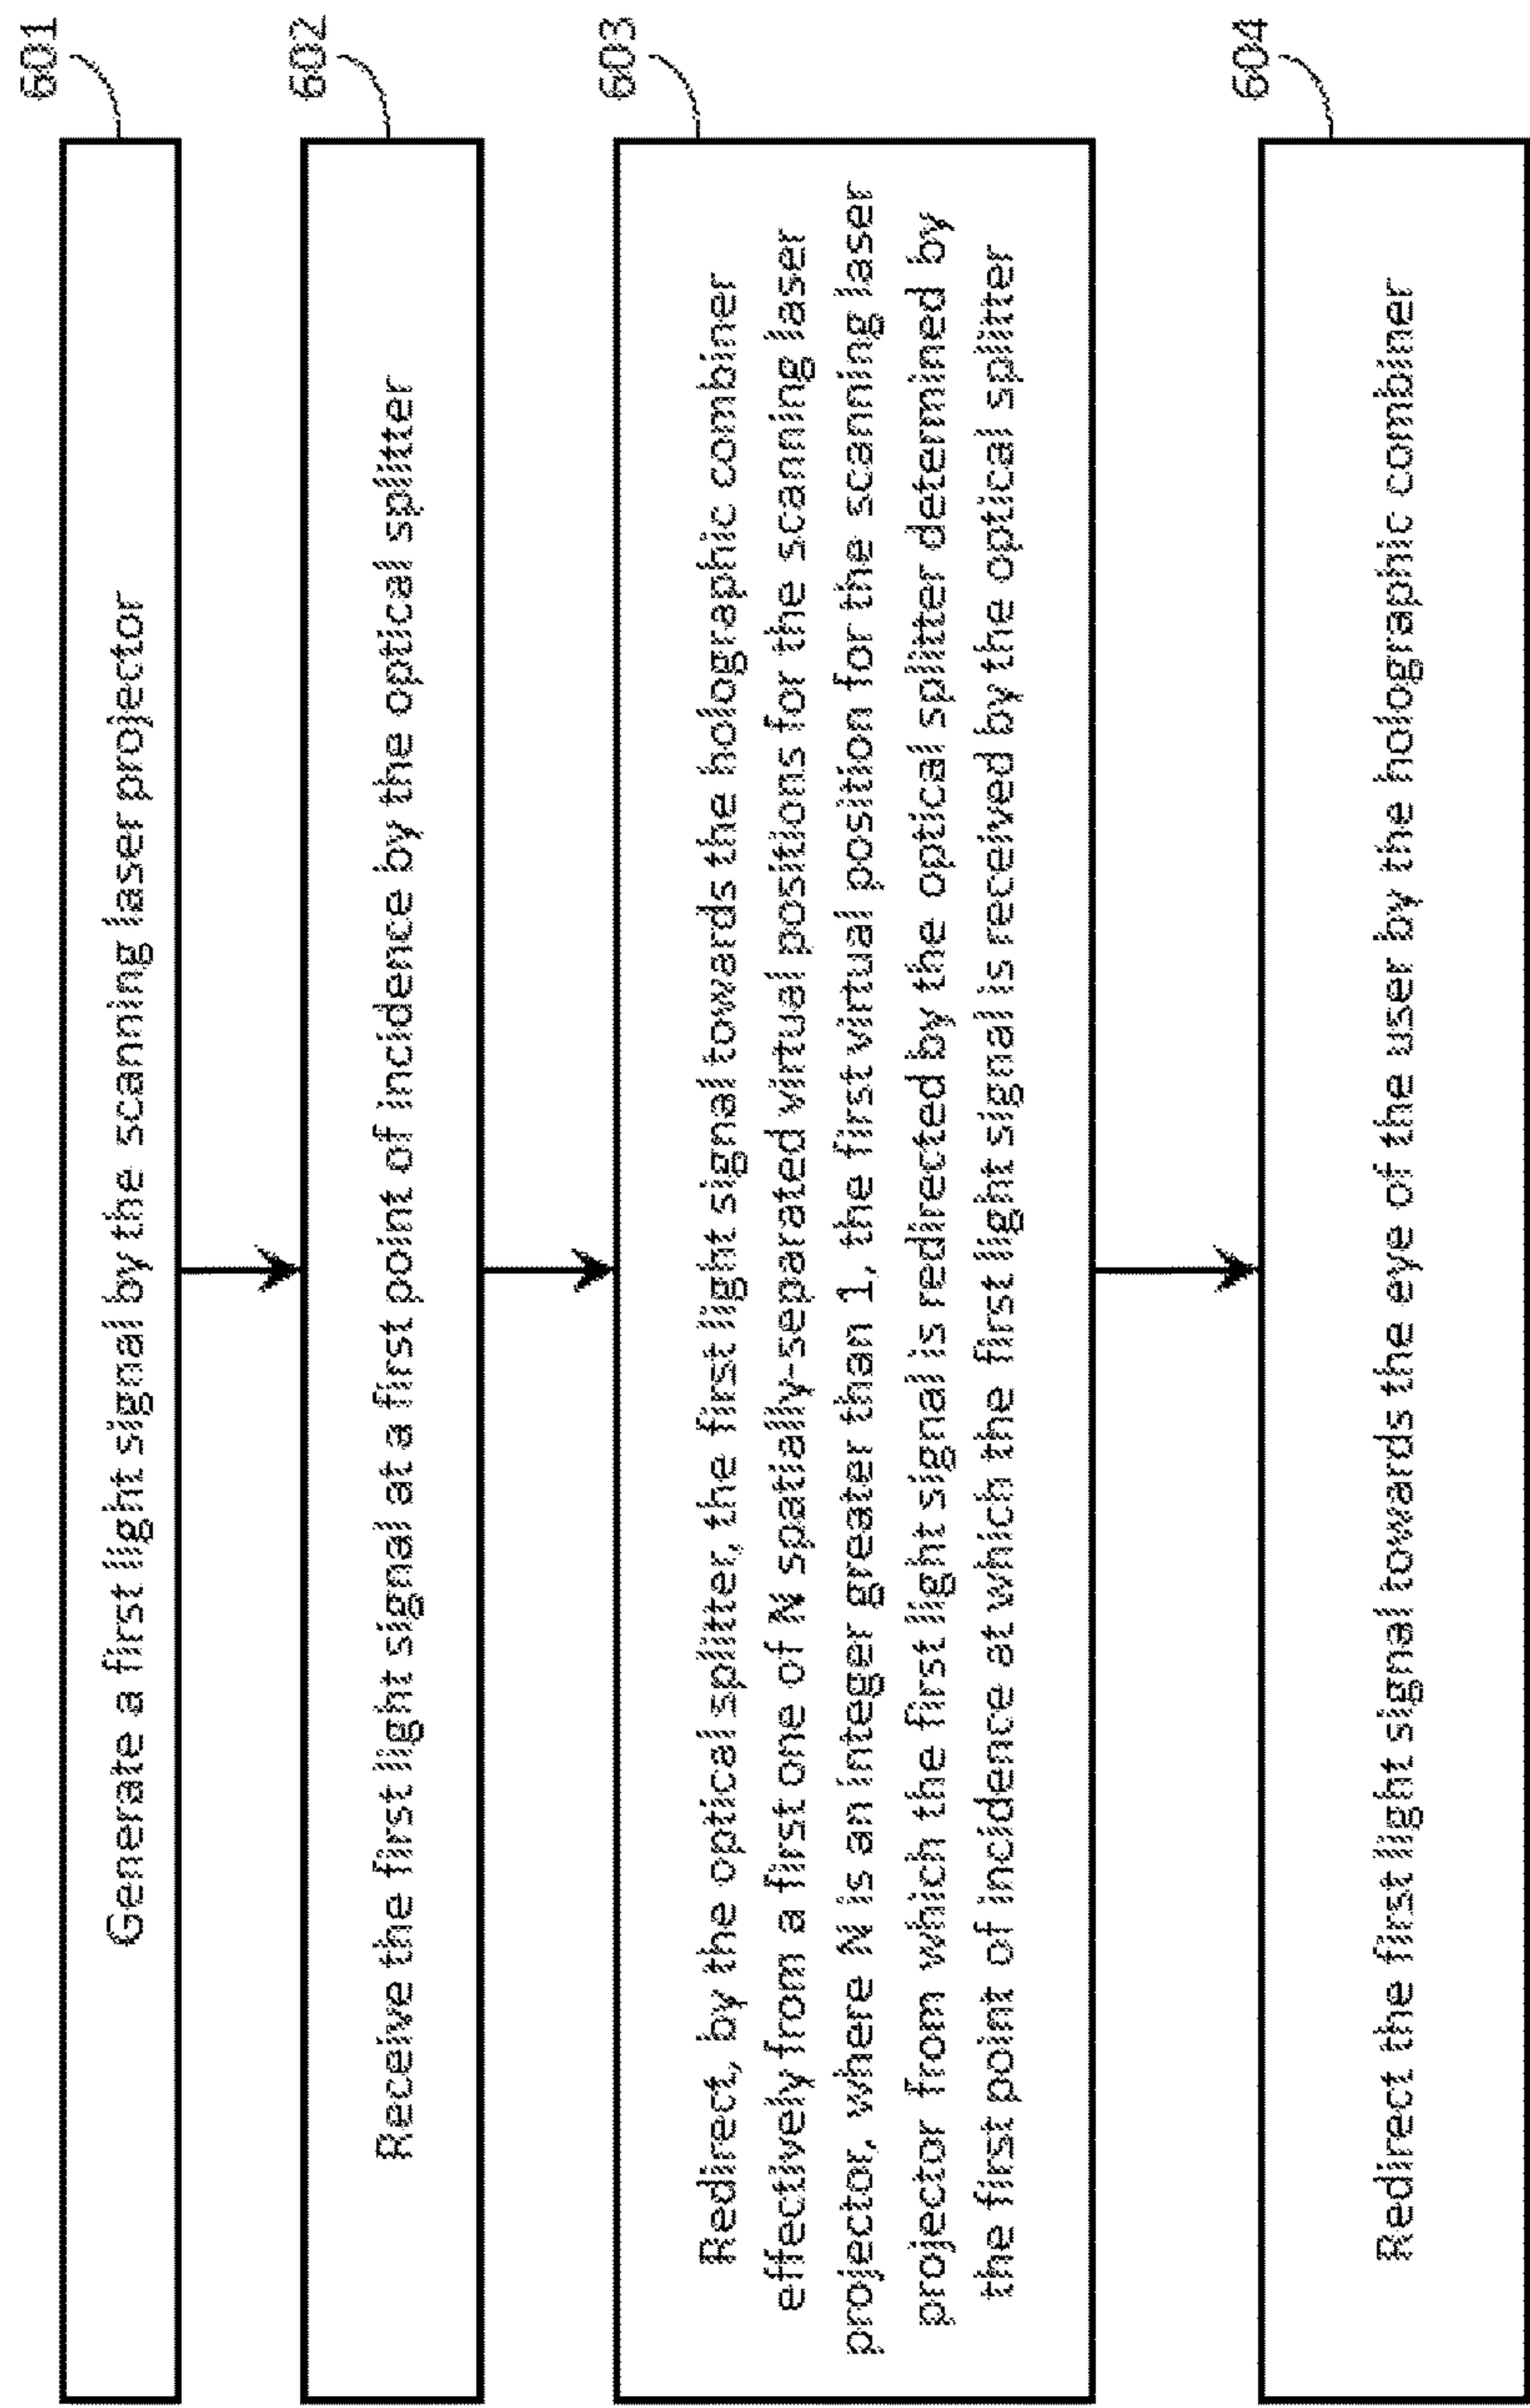 601
Generate a first light signal by the scanning laser projector
602
Receive the first light signal at a first point of incidence by the optical splitter
603
Redirect, by the optical splitter, the first light signal towards the holographic combiner
effectively from a first one of N spatially-separated virtual positions for the scanning laser
projector, where N is an integer greater than 1, the first virtual position for the scanning laser
projector from which the first light signal is redirected by the optical splitter determined by
the first point of incidence at which the first light signal is received by the optical splitter
604
Redirect the first light signal towards the eye of the user by the holographic combiner